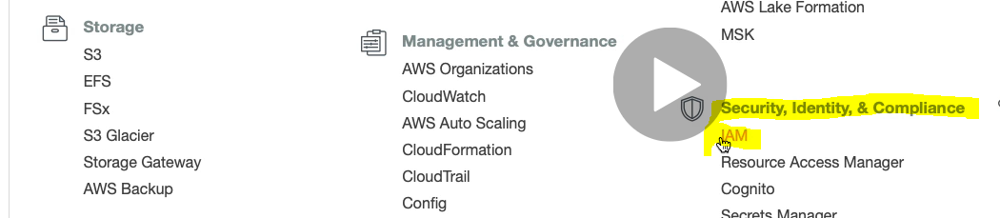 Storage
S3
EFS
FSx
S3 Glacier
Storage Gateway
AWS Backup
Management & Governance
AWS Organizations
CloudWatch
AWS Auto Scaling
CloudFormation
CloudTrail
Config
AWS Lake Formation
MSK
Security, Identity, & Compliance
IAM
Resource Access Manager
Cognito
Secrets Manager